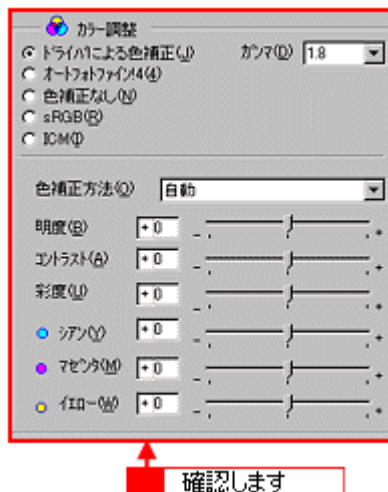 カラー調整
ドライバによる色補正(J) ガンマ(D) 1.8
オートフォトファイン!4(4)
色補正なし(N)
sRGB(R)
ICM(I)
色補正方法(O) 自動
明度(B) +0 - +
コントラスト(A) +0 - +
彩度(U) +0 - +
シアン(Y) +0 - +
マゼンタ(M) +0 - +
イエロー(W) +0 - +
確認します